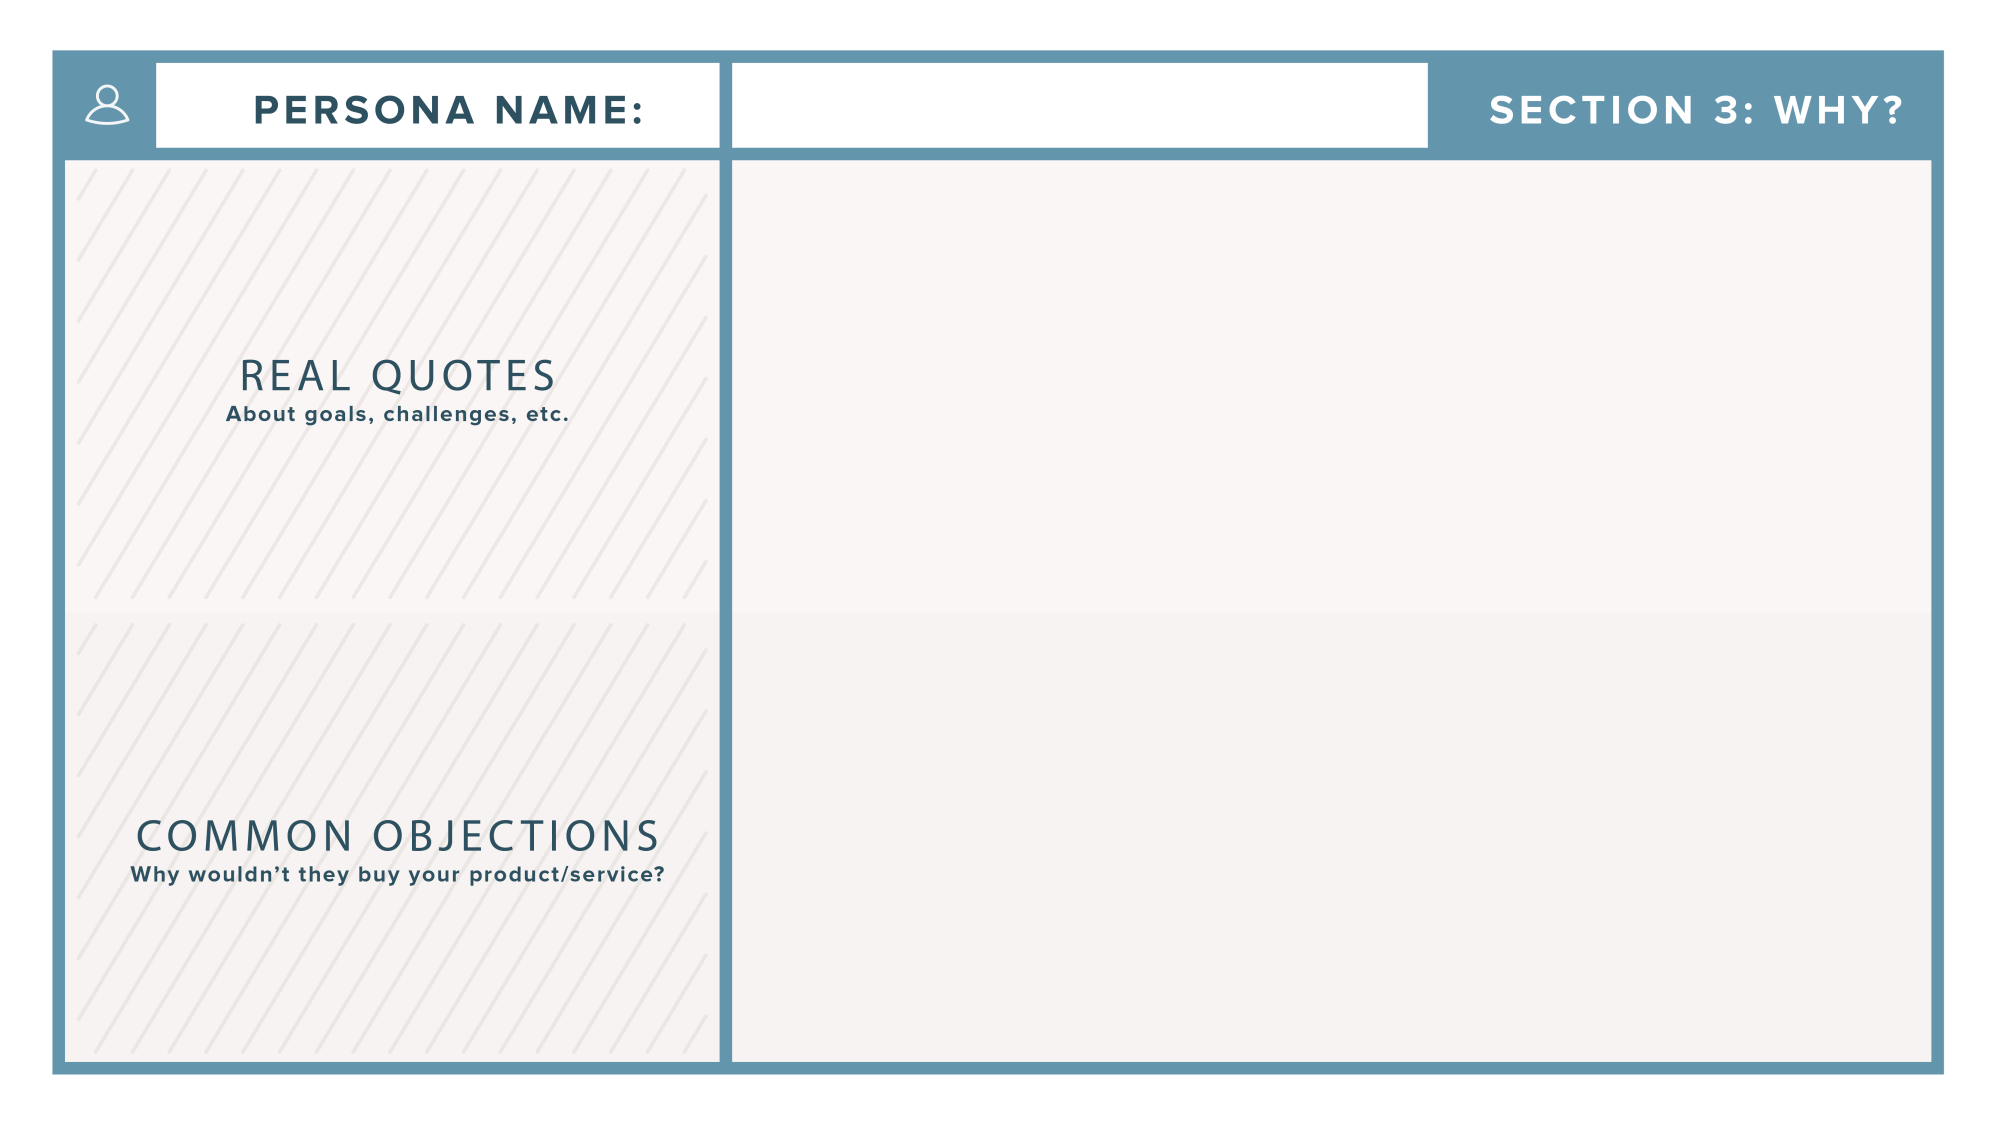 PERSONA NAME:
SECTION 3: WHY?
REAL QUOTES
About goals, challenges, etc.
COMMON OBJECTIONS
Why wouldn’t they buy your product/service?